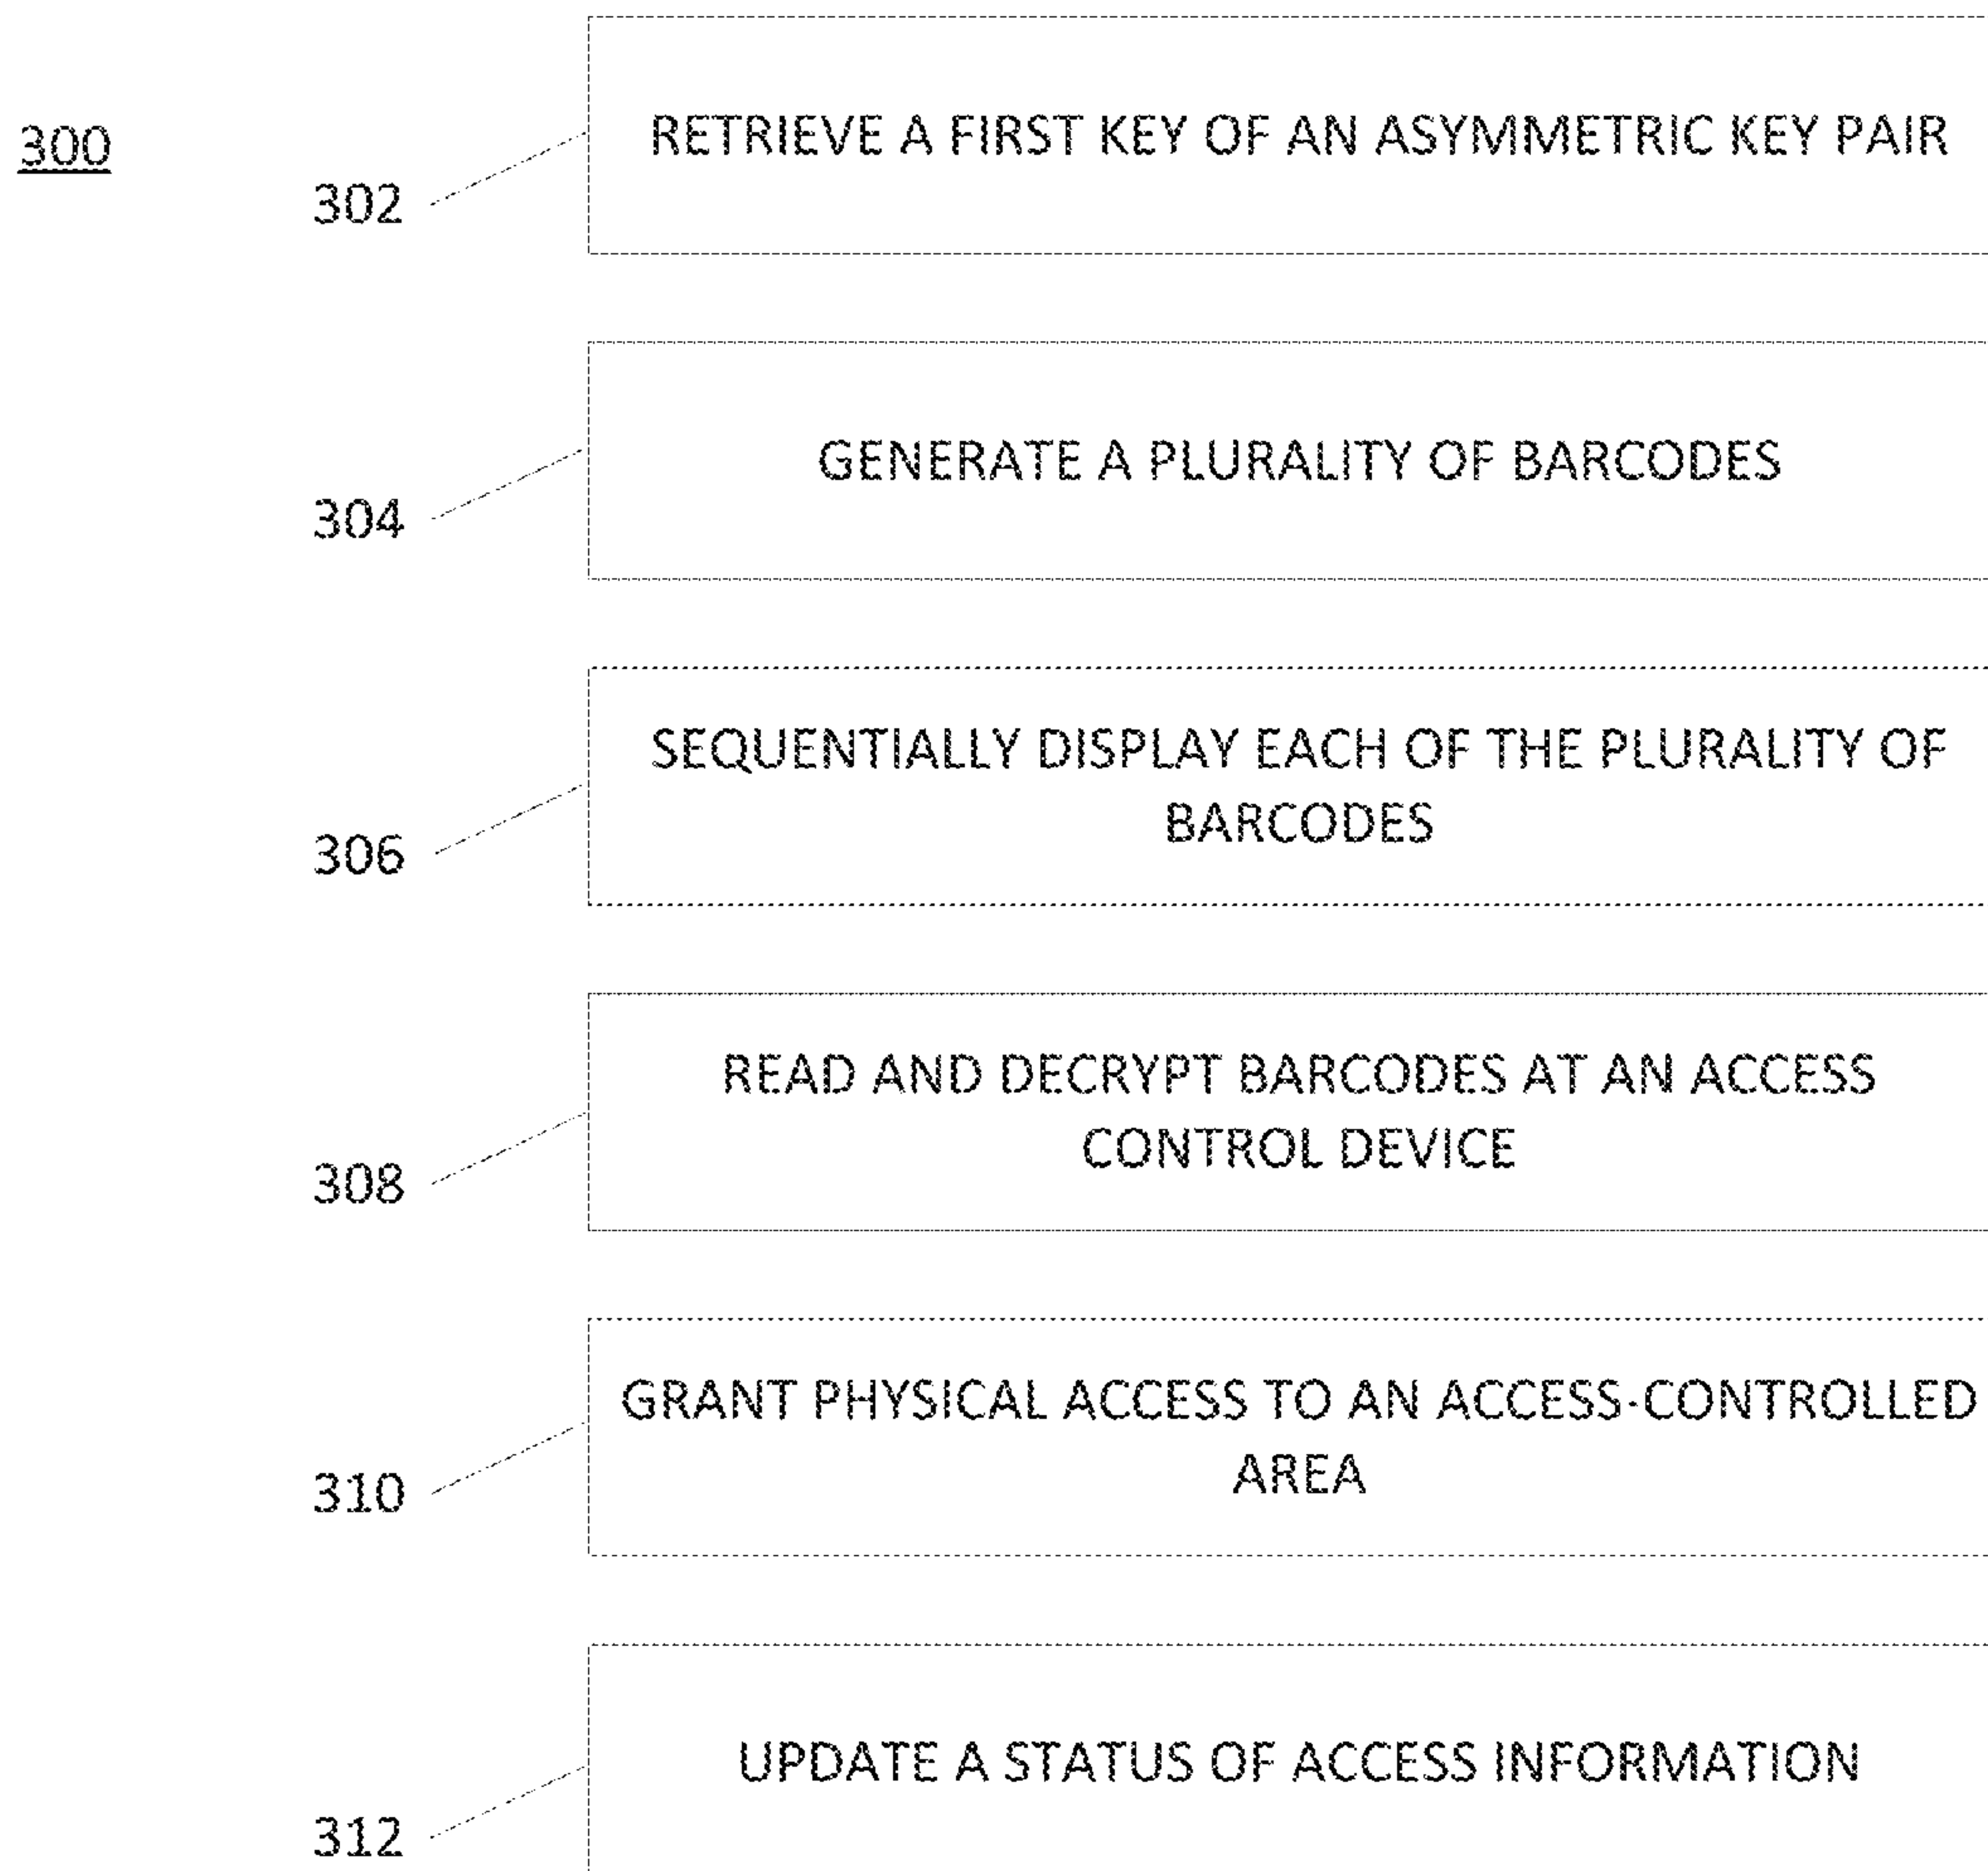 300
302
RETRIEVE A FIRST KEY OF AN ASYMMETRIC KEY PAIR
304
GENERATE A PLURALITY OF BARCODES
306
SEQUENTIALLY DISPLAY EACH OF THE PLURALITY OF
BARCODES
308
READ AND DECRYPT BARCODES AT AN ACCESS
CONTROL DEVICE
310
GRANT PHYSICAL ACCESS TO AN ACCESS-CONTROLLED
AREA
312
UPDATE A STATUS OF ACCESS INFORMATION